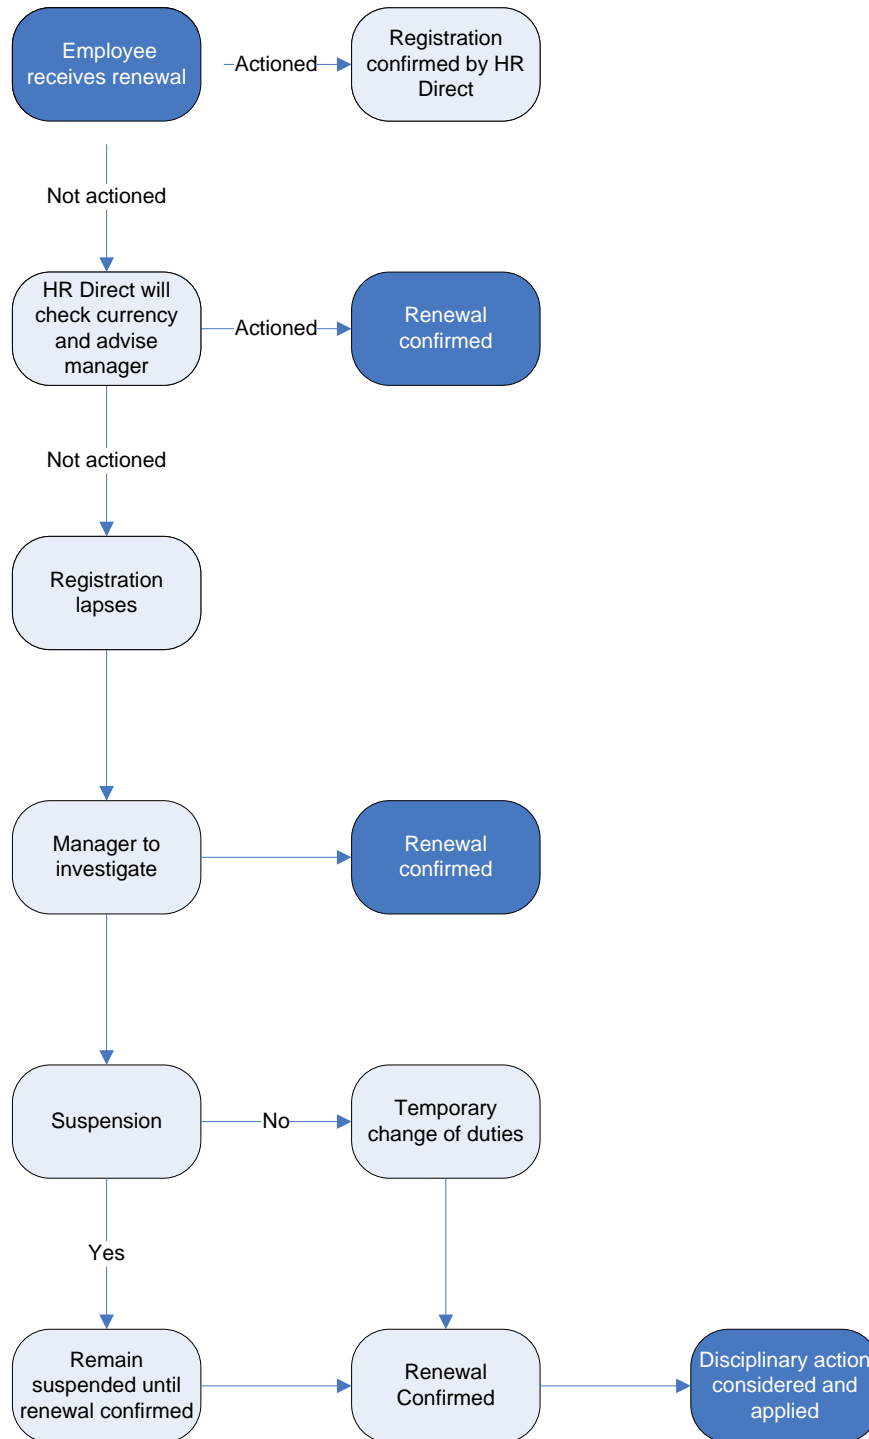 Employee
receives renewal
Actioned
Registration
confirmed by HR
Direct
Not actioned
HR Direct will
check currency
and advise
manager
Actioned
Renewal
confirmed
Not actioned
Registration
lapses
Manager to
investigate
Renewal
confirmed
Suspension
No
Temporary
change of duties
Yes
Remain
suspended until
renewal confirmed
Renewal
Confirmed
Disciplinary action
considered and
applied